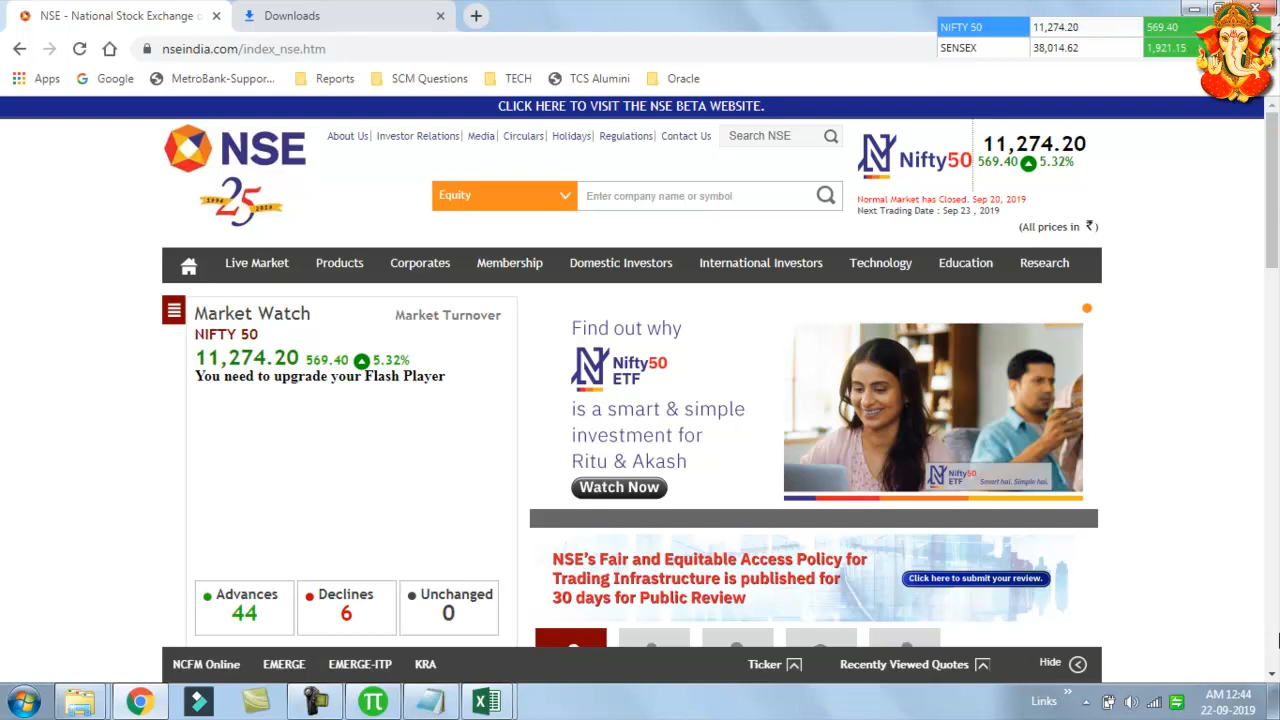 NSE - National Stock Exchange o
Downloads
nseindia.com/index_nse.htm
NIFTY 50 11,274.20 569.40
SENSEX 38,014.62 1,921.15
Apps Google MetroBank-Suppor... Reports SCM Questions TECH TCS Alumini Oracle
CLICK HERE TO VISIT THE NSE BETA WEBSITE.
NSE
25
About Us| Investor Relations| Media| Circulars| Holidays| Regulations| Contact Us
Search NSE
Equity
Enter company name or symbol
Nifty50
11,274.20
569.40 5.32%
Normal Market has Closed. Sep 20, 2019
Next Trading Date : Sep 23 , 2019
(All prices in ₹ )
Live Market Products Corporates Membership Domestic Investors International Investors Technology Education Research
Market Watch
Market Turnover
NIFTY 50
11,274.20 569.40 5.32%
You need to upgrade your Flash Player
Advances
44
Declines
6
Unchanged
0
Find out why
Nifty50
ETF
is a smart & simple
investment for
Ritu & Akash
Watch Now
Nifty50
ETF
Smart hai. Simple hai.
NSE's Fair and Equitable Access Policy for
Trading Infrastructure is published for
30 days for Public Review
Click here to submit your review.
NCFM Online EMERGE EMERGE-ITP KRA
Ticker
Recently Viewed Quotes
Hide
Links
AM 12:44
22-09-2019